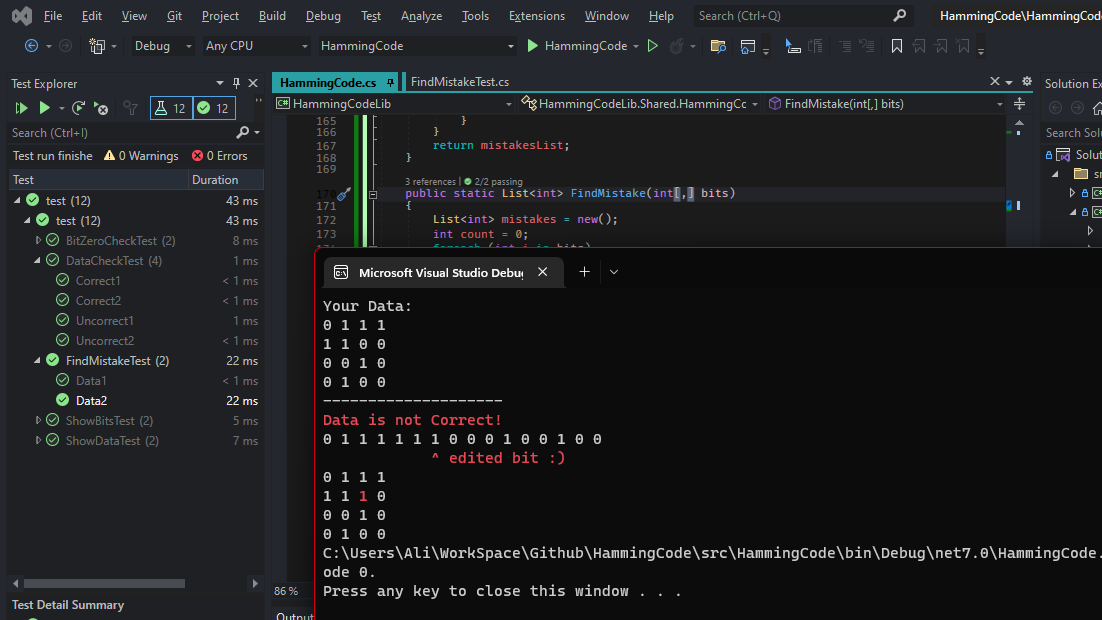 File Edit View Git Project Build Debug Test Analyze Tools Extensions Window Help Search (Ctrl+Q) HammingCode\HammingCode
Debug Any CPU HammingCode HammingCode
Test Explorer
12 12
Search (Ctrl+I)
Test run finishe 0 Warnings 0 Errors
Test Duration
test (12) 43 ms
test (12) 43 ms
BitZeroCheckTest (2) 8 ms
DataCheckTest (4) 1 ms
Correct1 < 1 ms
Correct2 < 1 ms
Uncorrect1 1 ms
Uncorrect2 < 1 ms
FindMistakeTest (2) 22 ms
Data1 < 1 ms
Data2 22 ms
ShowBitsTest (2) 5 ms
ShowDataTest (2) 7 ms
Test Detail Summary
HammingCode.cs FindMistakeTest.cs
HammingCodeLib HammingCodeLib.Shared.HammingCc FindMistake(int[,] bits)
165 }
166 }
167 return mistakesList;
168 }
169
3 references | 2/2 passing
170 public static List<int> FindMistake(int[,] bits)
171 {
172 List<int> mistakes = new();
173 int count = 0;
86 %
Output
Solution Ex
Search Solu
Solut
sr
Microsoft Visual Studio Debug
Your Data:
0 1 1 1
1 1 0 0
0 0 1 0
0 1 0 0
--------------------
Data is not Correct!
0 1 1 1 1 1 1 0 0 0 1 0 0 1 0 0
^ edited bit :)
0 1 1 1
1 1 1 0
0 0 1 0
0 1 0 0
C:\Users\Ali\WorkSpace\Github\HammingCode\src\HammingCode\bin\Debug\net7.0\HammingCode.
ode 0.
Press any key to close this window . . .